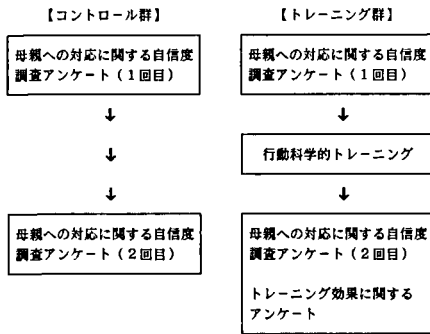 【コントロール群】
母親への対応に関する自信度
調査アンケート（１回目）
↓
↓
↓
母親への対応に関する自信度
調査アンケート（２回目）
【トレーニング群】
母親への対応に関する自信度
調査アンケート（１回目）
↓
行動科学的トレーニング
↓
母親への対応に関する自信度
調査アンケート（２回目）
トレーニング効果に関する
アンケート